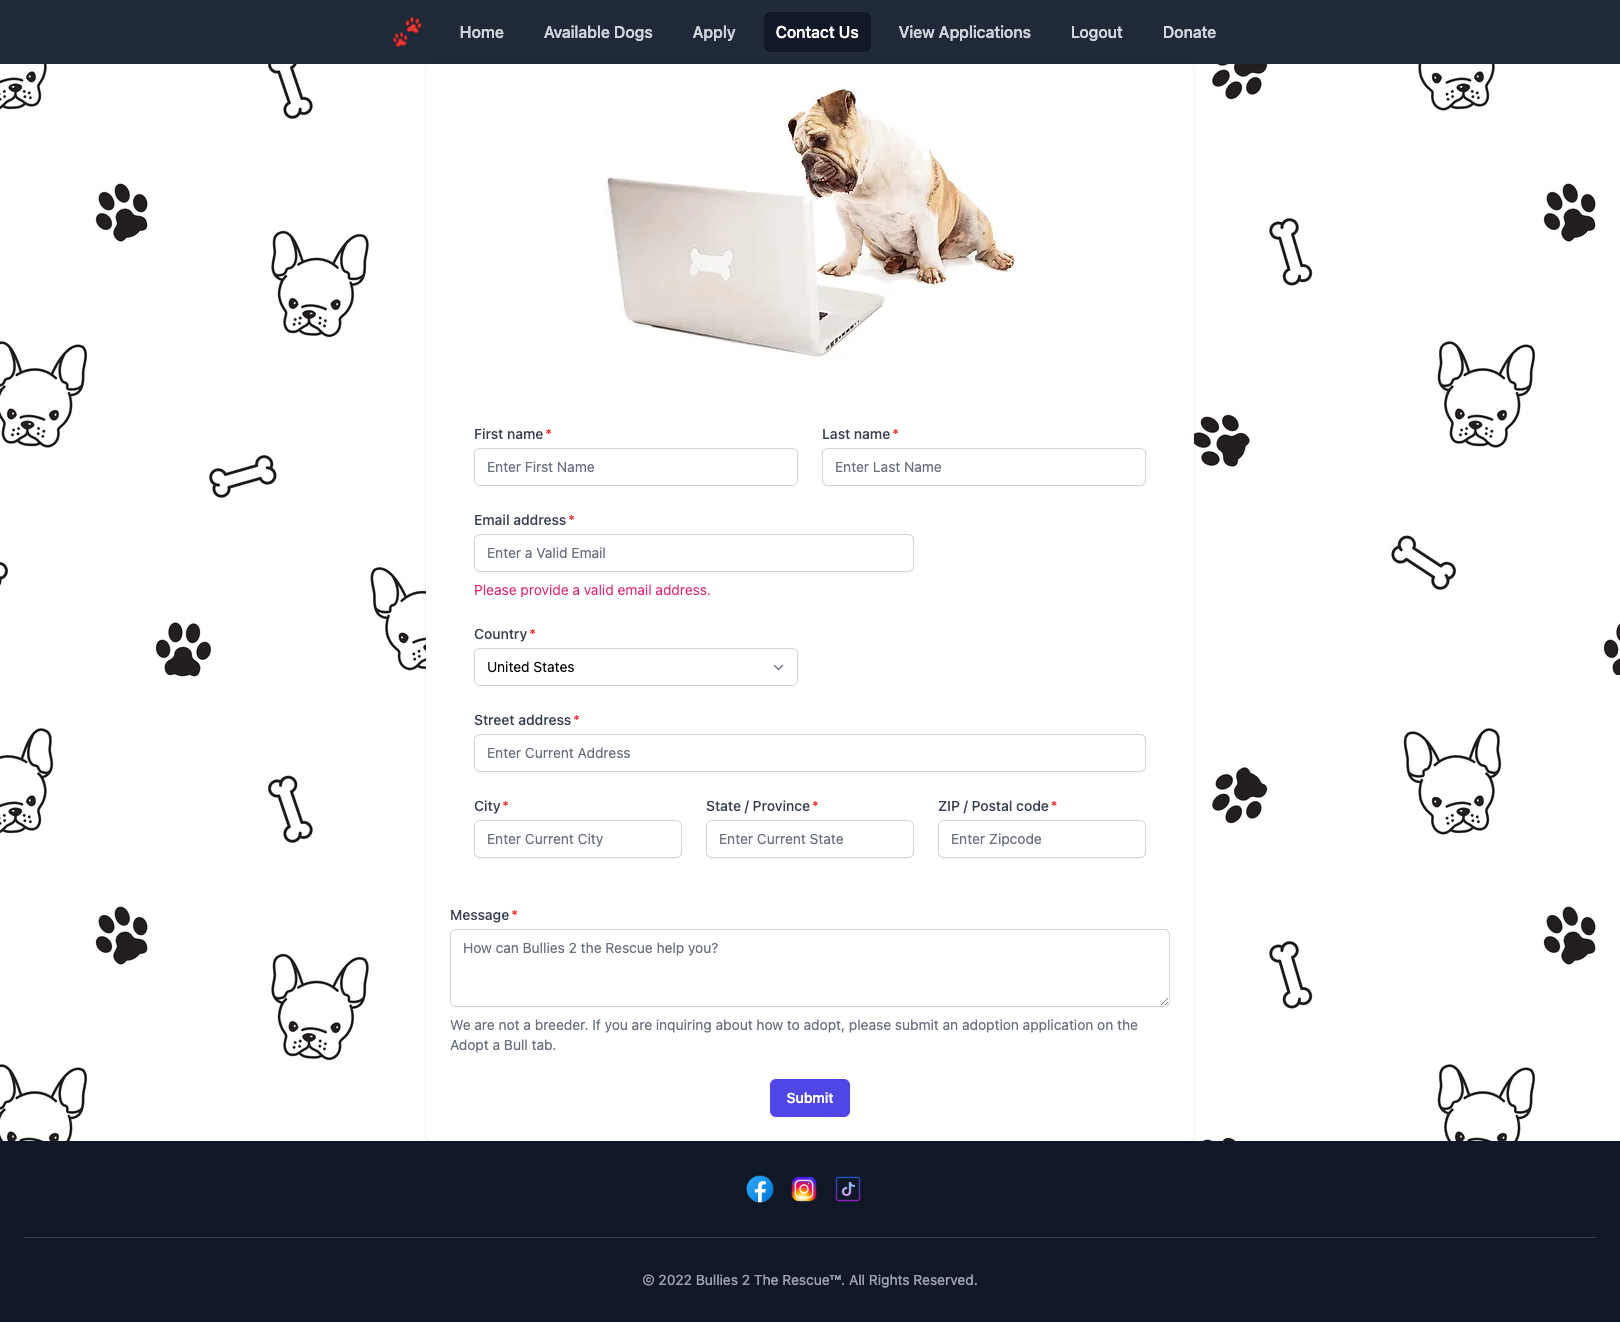 Home
Available Dogs
Apply
Contact Us
View Applications
Logout
Donate
First name*
Last name*
Enter First Name
Enter Last Name
Email address*
Enter a Valid Email
Please provide a valid email address.
Country*
United States
Street address*
Enter Current Address
City*
State / Province*
ZIP / Postal code*
Enter Current City
Enter Current State
Enter Zipcode
Message*
How can Bullies 2 the Rescue help you?
We are not a breeder. If you are inquiring about how to adopt, please submit an adoption application on the
Adopt a Bull tab.
Submit
© 2022 Bullies 2 The Rescue™. All Rights Reserved.